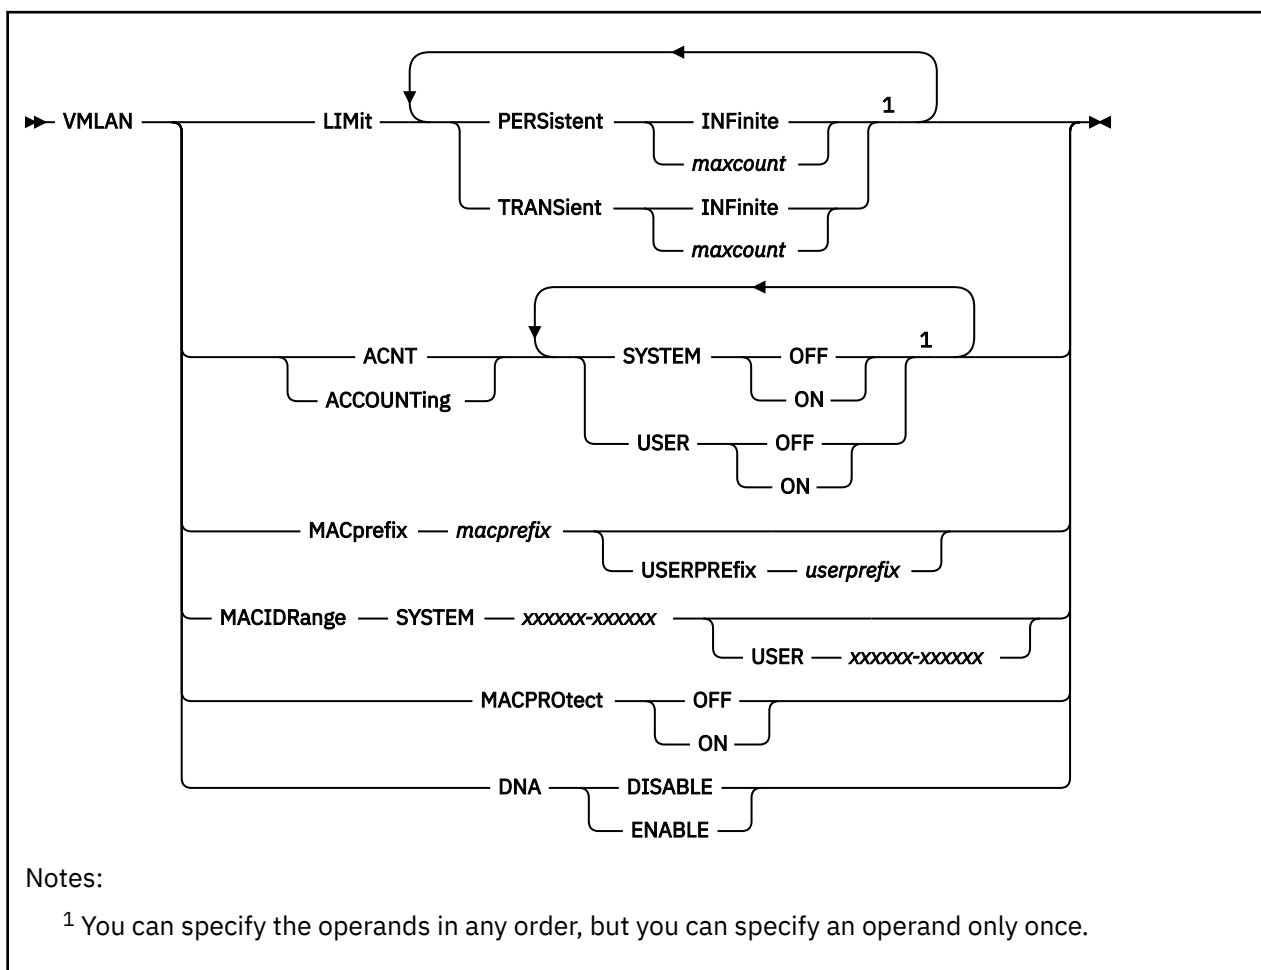 VMLAN LIMit PERSistent INFinite 1
maxcount
TRANSient INFinite
maxcount
ACNT SYSTEM OFF 1
ACCOUNTing ON
USER OFF
ON
MACprefix macprefix
USERPREfix userprefix
MACIDRange SYSTEM xxxxxx-xxxxxx
USER xxxxxx-xxxxxx
MACPROtect OFF
ON
DNA DISABLE
ENABLE
Notes:
1 You can specify the operands in any order, but you can specify an operand only once.